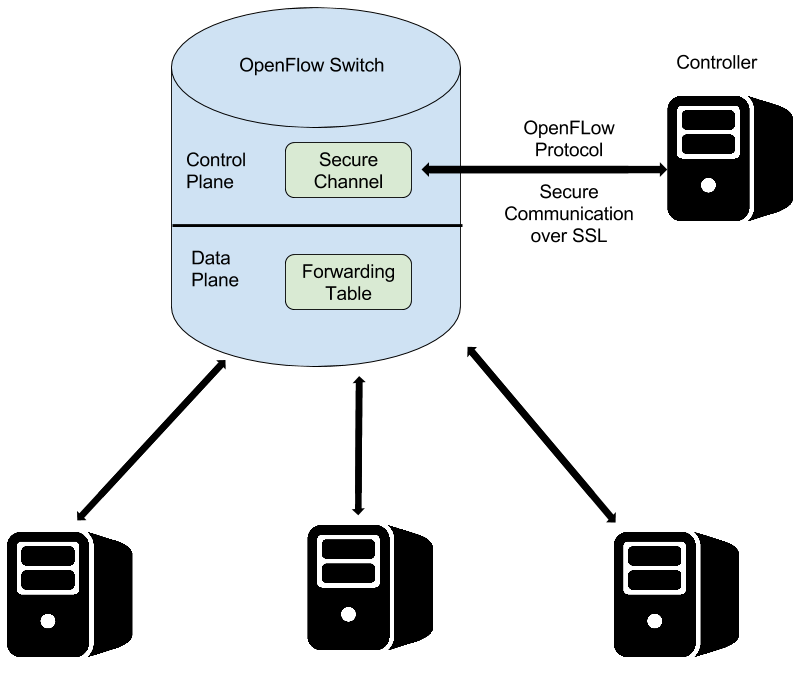 OpenFlow Switch
Controller
Control
Plane
Secure
Channel
OpenFLow
Protocol
Secure
Communication
over SSL
Data
Plane
Forwarding
Table